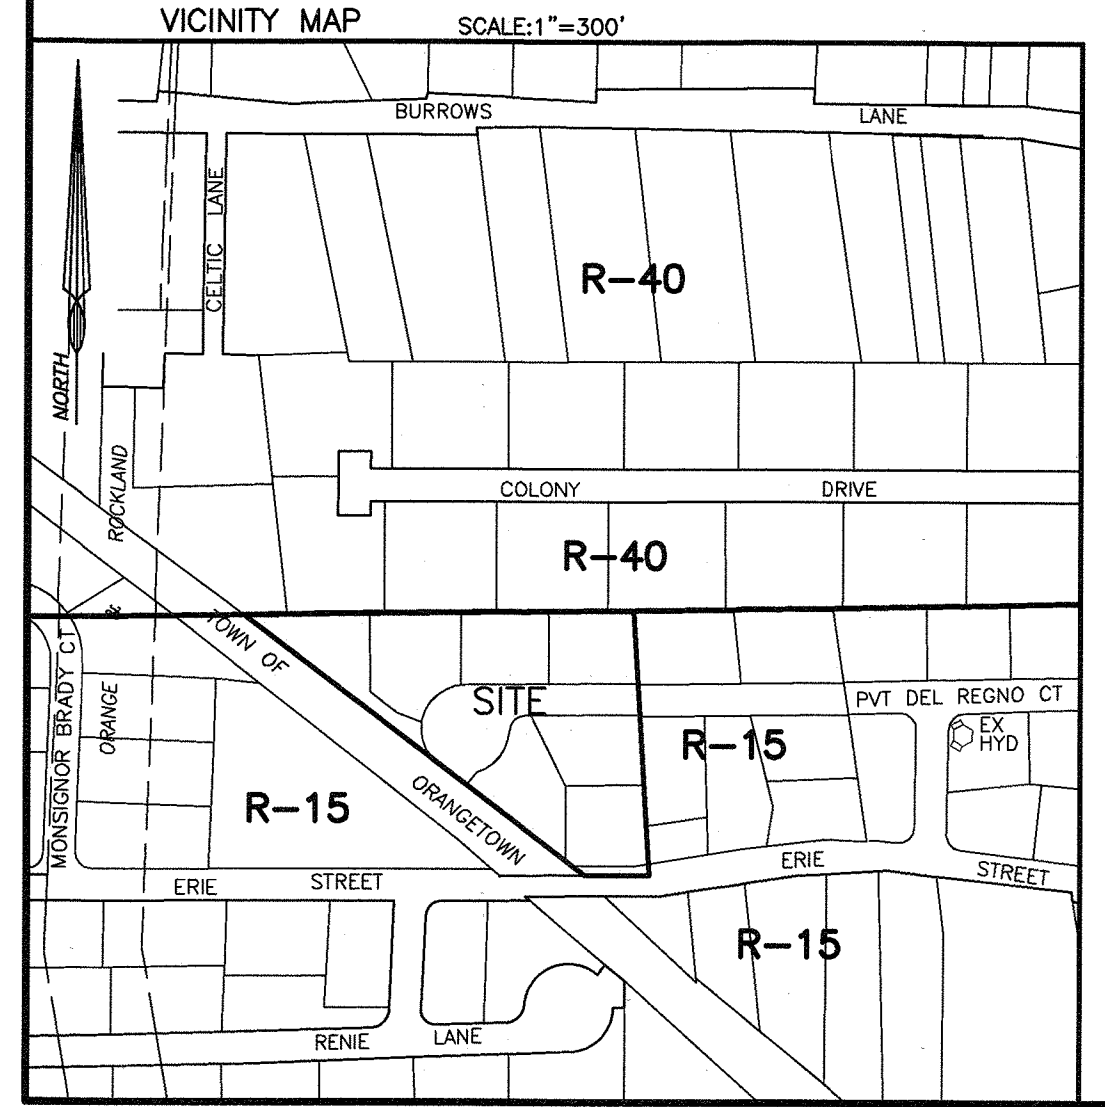 VICINITY MAP
SCALE:1"=300'
BURROWS LANE
CELTIC LANE
R-40
NORTH
ROCKLAND
COLONY DRIVE
R-40
&
TOWN OF
MONSIGNOR BRADY CT
ORANGE
SITE
PVT DEL REGNO CT
EX
HYD
R-15
R-15
ORANGETOWN
ERIE STREET
ERIE STREET
R-15
RENIE LANE